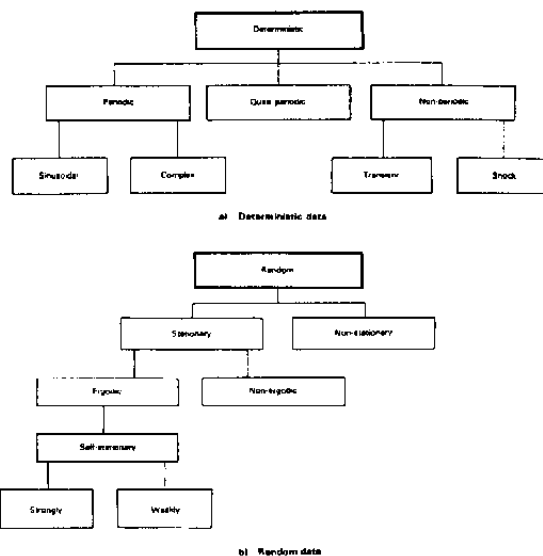 Deterministic
Periodic
Quasi-periodic
Non-periodic
Sinusoidal
Complex
Transient
Shock
a) Deterministic data
Random
Stationary
Non-stationary
Ergodic
Non-ergodic
Self-stationary
Strongly
Weakly
b) Random data